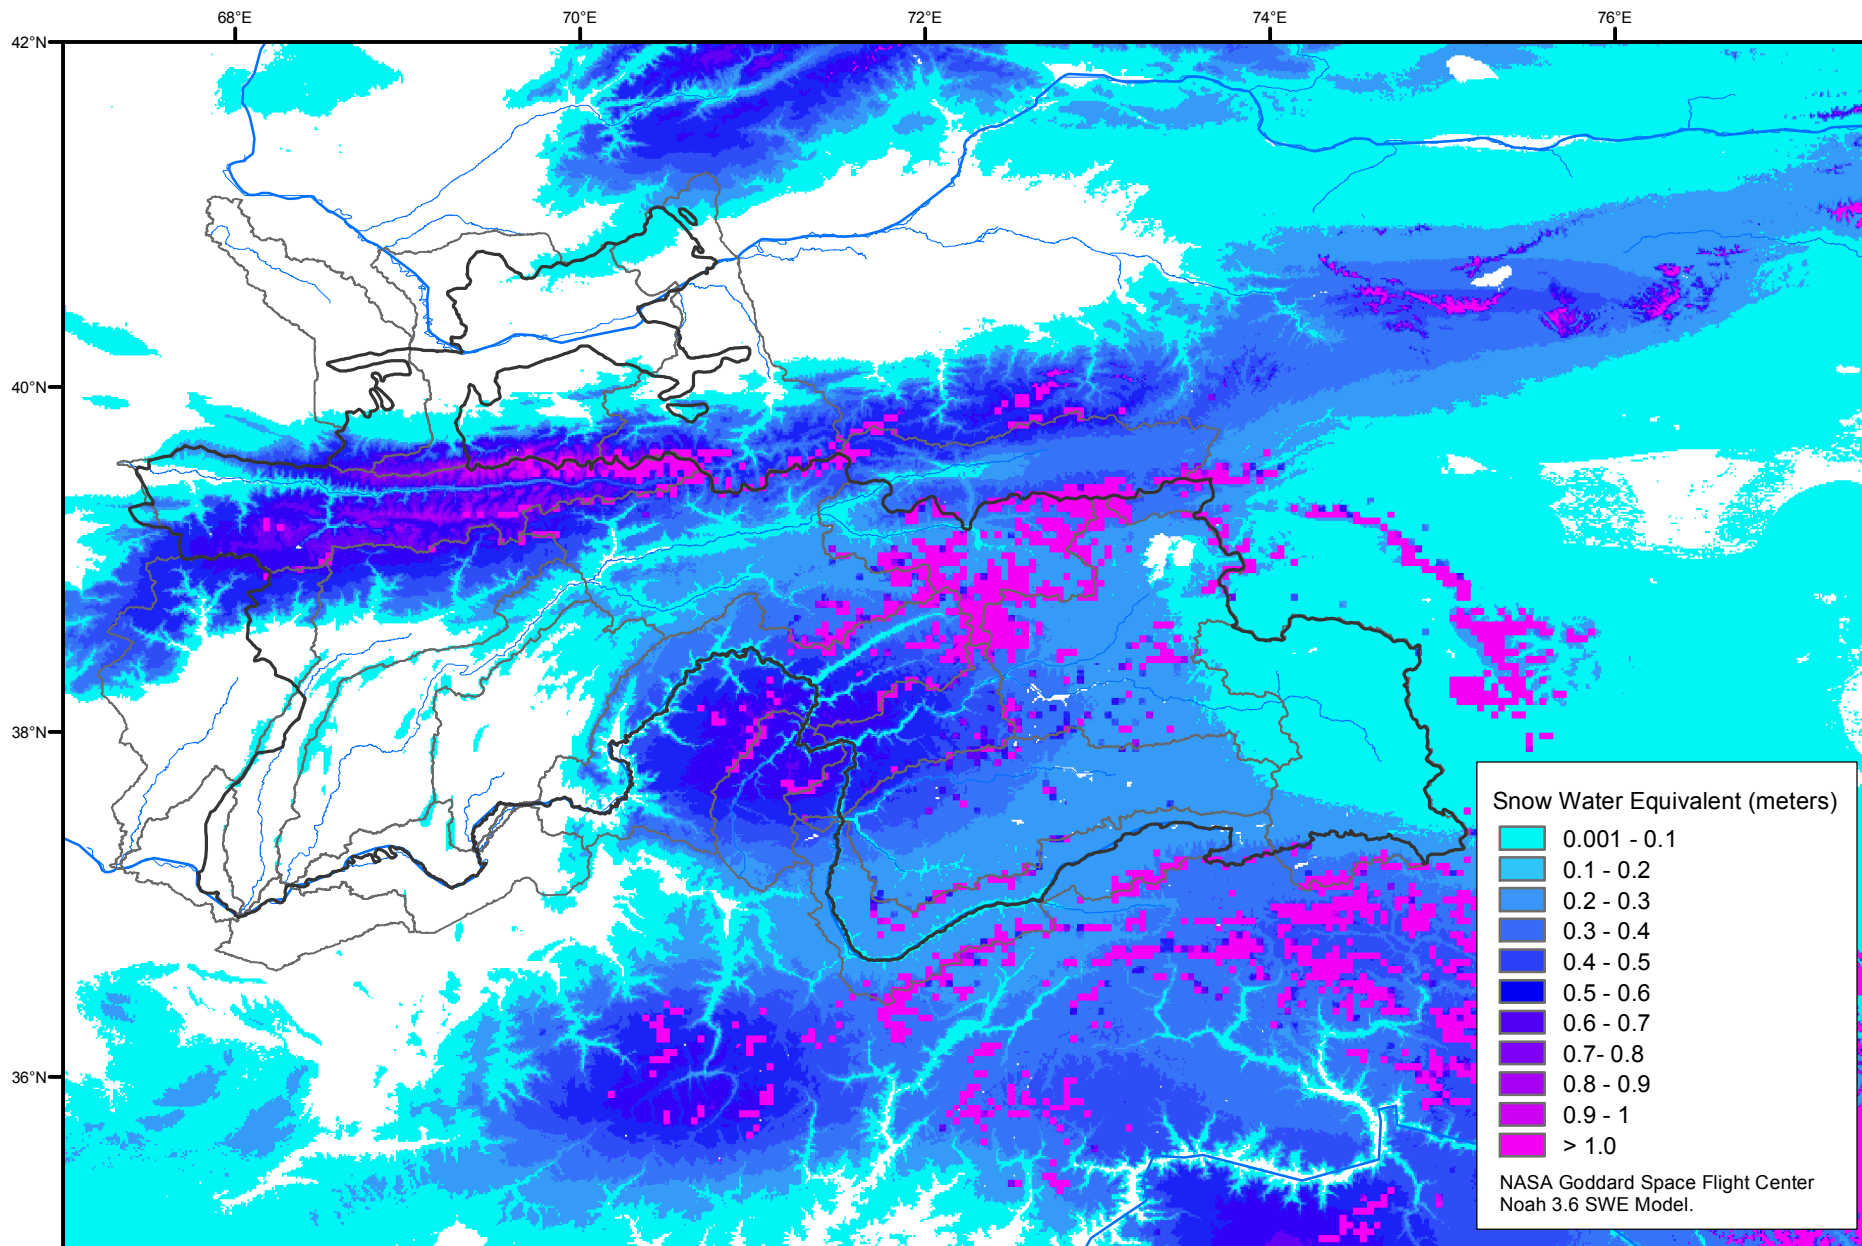 68°E 70°E 72°E 74°E 76°E
42°N
40°N
38°N
36°N
Snow Water Equivalent (meters)
0.001 - 0.1
0.1 - 0.2
0.2 - 0.3
0.3 - 0.4
0.4 - 0.5
0.5 - 0.6
0.6 - 0.7
0.7- 0.8
0.8 - 0.9
0.9 - 1
> 1.0
NASA Goddard Space Flight Center
Noah 3.6 SWE Model.